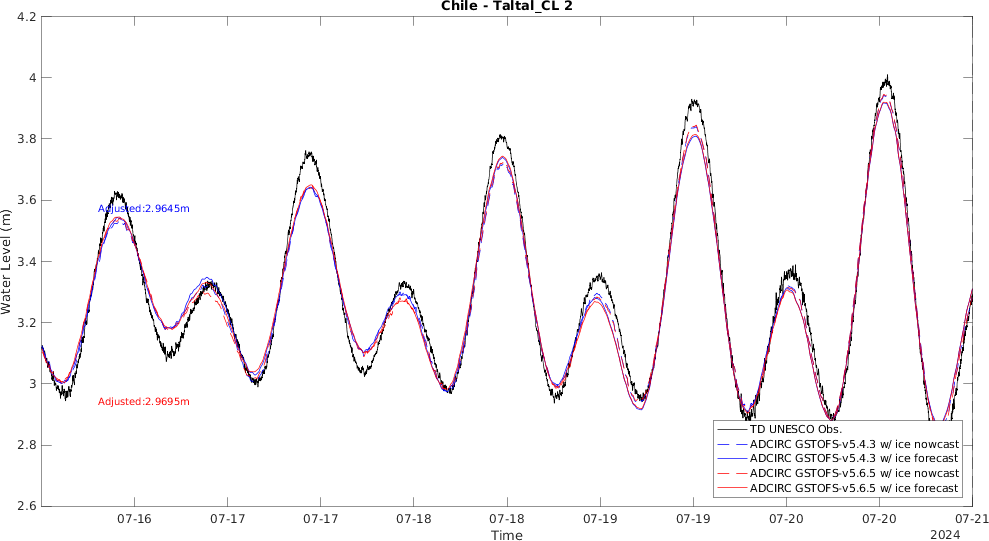 Chile - Taltal_CL 2
4.2
4
3.8
3.6
3.4
3.2
3
2.8
2.6
Water Level (m)
Adjusted:2.9645m
Adjusted:2.9695m
TD UNESCO Obs.
ADCIRC GSTOFS-v5.4.3 w/ ice nowcast
ADCIRC GSTOFS-v5.4.3 w/ ice forecast
ADCIRC GSTOFS-v5.6.5 w/ ice nowcast
ADCIRC GSTOFS-v5.6.5 w/ ice forecast
07-16 07-17 07-17 07-18 07-18 07-19 07-19 07-20 07-20 07-21
Time
2024